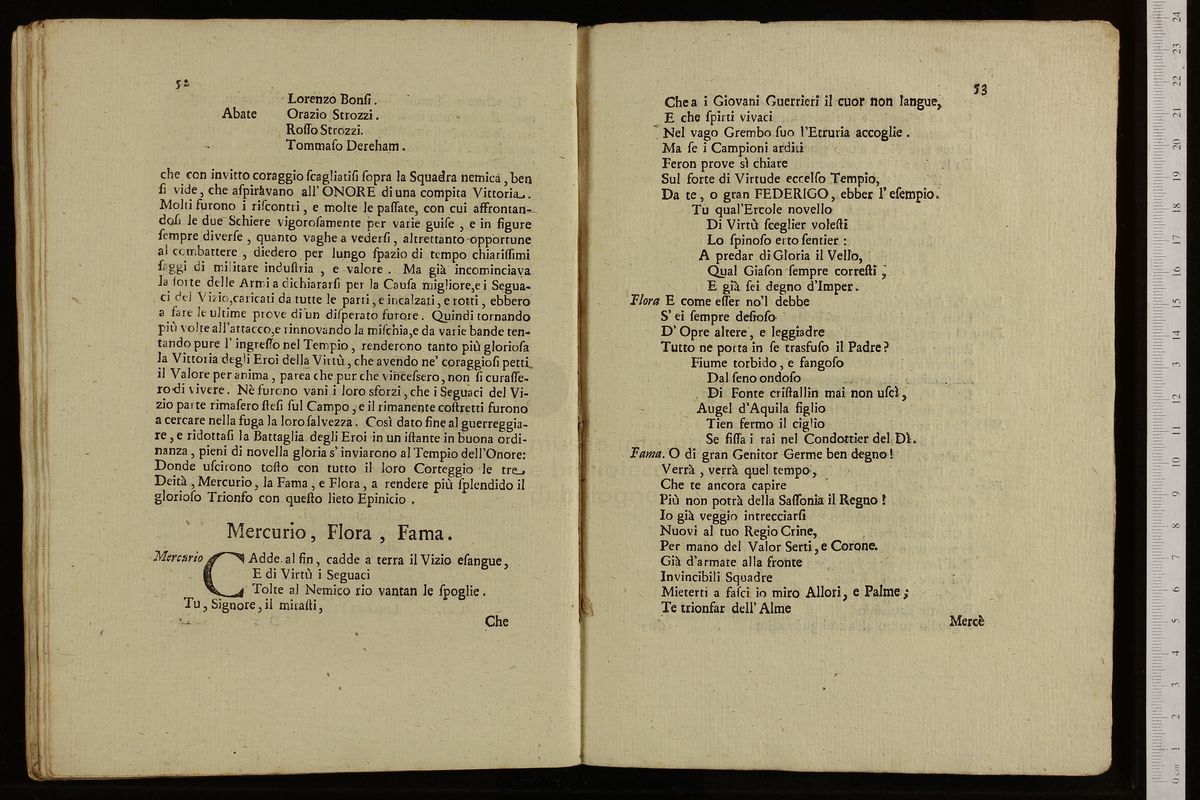 52
Lorenzo Bonſi.
Abate Orazio Strozzi.
Roſſo Strozzi.
Tommaſo Dereham.
che con invitto coraggio ſcagliatiſi ſopra la Squadra nemica, ben
ſi vide, che aſpiravano all' ONORE di una compita Vittoria.
Molti furono i riſcontri, e molte le paſſate, con cui affrontan-
doſi le due Schiere vigoroſamente per varie guiſe, e in figure
ſempre diverſe, quanto vaghe a vederſi, altrettanto opportune
al combattere, diedero per lungo ſpazio di tempo chiariſſimi
ſaggi di militare induſtria, e valore. Ma già incominciava
la ſorte delle Armi a dichiararſi per la Cauſa migliore, e i Segua-
ci del Vizio, caricati da tutte le parti, e incalzati, e rotti, ebbero
a fare le ultime prove di un diſperato furore. Quindi tornando
più volte all'attacco, e rinnovando la miſchia, e da varie bande ten-
tando pure l'ingreſſo nel Tempio, renderono tanto più glorioſa
la Vittoria degli Eroi della Virtù, che avendo ne' coraggioſi petti
il Valore per anima, parea che pur che vinceſsero, non ſi curaſſe-
ro di vivere. Nè furono vani i loro sforzi, che i Seguaci del Vi-
zio parte rimaſero ſteſi ſul Campo, e il rimanente coſtretti furono
a cercare nella fuga la loro ſalvezza. Così dato fine al guerreggia-
re, e ridottaſi la Battaglia degli Eroi in un iſtante in buona ordi-
nanza, pieni di novella gloria s'inviarono al Tempio dell'Onore:
Donde uſcirono toſto con tutto il loro Corteggio le tre
Deità, Mercurio, la Fama, e Flora, a rendere più ſplendido il
glorioſo Trionfo con queſto lieto Epinicio.
Mercurio, Flora, Fama.
Mercurio CAdde al fin, cadde a terra il Vizio eſangue,
E di Virtù i Seguaci
Tolte al Nemico rio vantan le ſpoglie.
Tu, Signore, il miraſti,
Che
53
Che a i Giovani Guerrieri il cuor non langue,
E che ſpirti vivaci
Nel vago Grembo ſuo l'Etruria accoglie.
Ma ſe i Campioni arditi
Feron prove sì chiare
Sul forte di Virtude eccelſo Tempio,
Da te, o gran FEDERIGO, ebber l'eſempio.
Tu qual'Ercole novello
Di Virtù ſceglier voleſti
Lo ſpinoſo erto ſentier:
A predar di Gloria il Vello,
Qual Giaſon ſempre correſti;
E già ſei degno d'Imper.
Flora E come eſſer no'l debbe
S' ei ſempre deſioſo
D' Opre altere, e leggiadre
Tutto ne porta in ſe trasfuſo il Padre?
Fiume torbido, e fangoſo
Dal ſeno ondoſo
Di Fonte criſtallin mai non uſcì,
Augel d'Aquila figlio
Tien fermo il ciglio
Se fiſſa i rai nel Condottier del Dì.
Fama. O di gran Genitor Germe ben degno!
Verrà, verrà quel tempo,
Che te ancora capire
Più non potrà della Saſſonia il Regno!
Io già veggio intrecciarſi
Nuovi al tuo Regio Crine,
Per mano del Valor Serti, e Corone.
Già d'armate alla fronte
Invincibili Squadre
Mieterti a faſci io miro Allori, e Palme;
Te trionfar dell' Alme
Mercè